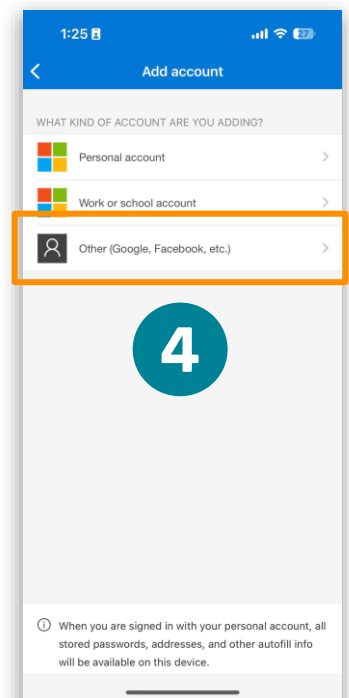 1:25 27
Add account
WHAT KIND OF ACCOUNT ARE YOU ADDING?
Personal account
Work or school account
Other (Google, Facebook, etc.)
4
When you are signed in with your personal account, all
stored passwords, addresses, and other autofill info
will be available on this device.